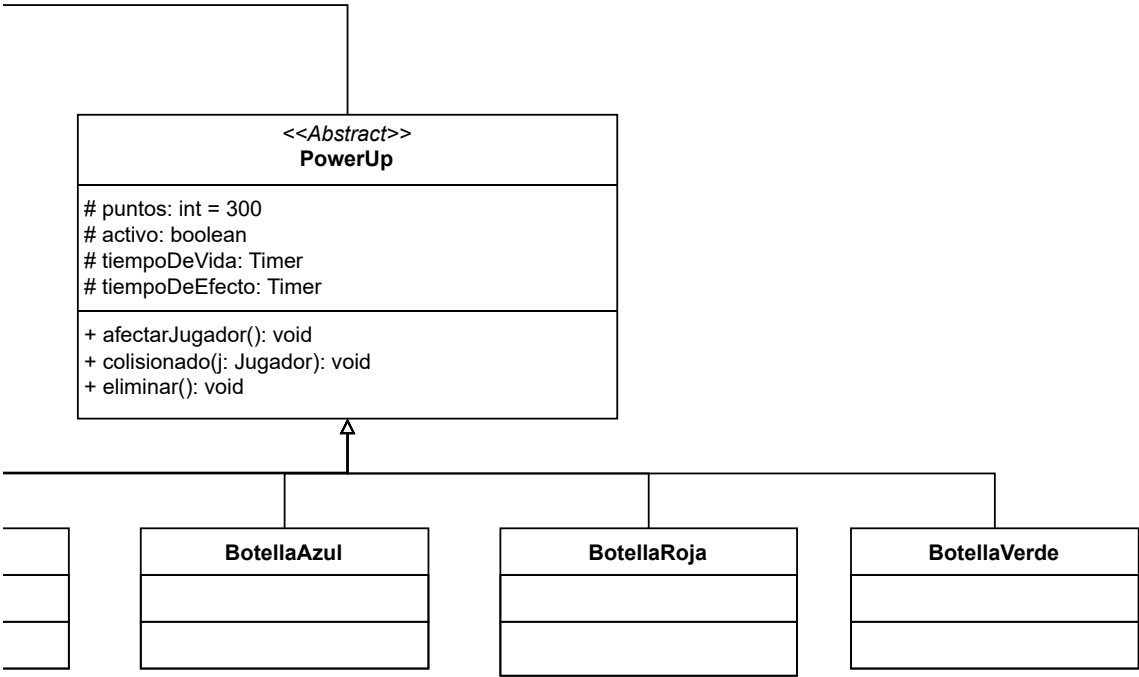 <<Abstract>>
PowerUp
# puntos: int = 300
# activo: boolean
# tiempoDeVida: Timer
# tiempoDeEfecto: Timer
+ afectarJugador(): void
+ colisionado(j: Jugador): void
+ eliminar(): void
BotellaAzul
BotellaRoja
BotellaVerde